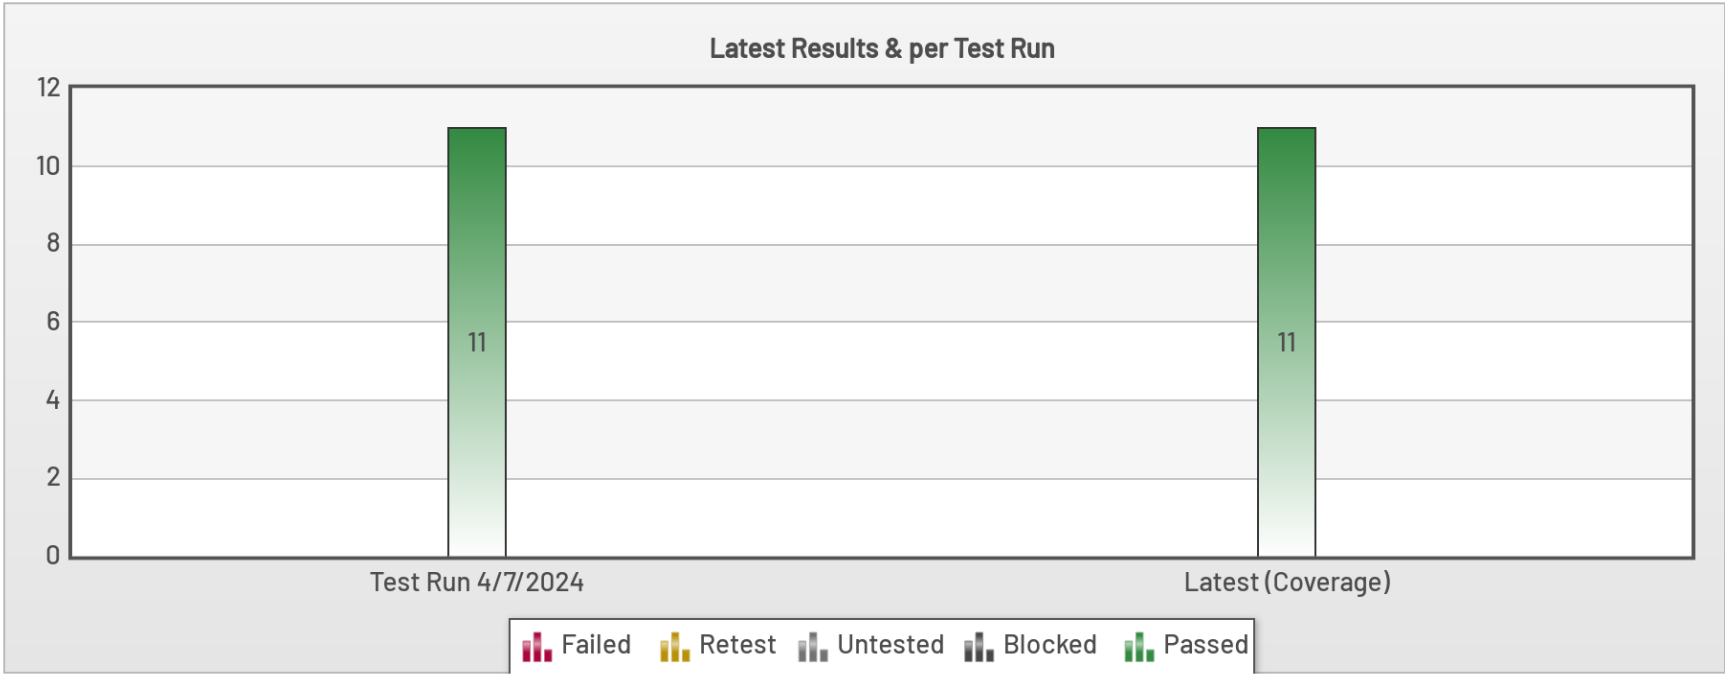 Latest Results & per Test Run
12
10
8
6
4
2
0
11
11
Test Run 4/7/2024
Latest (Coverage)
Failed Retest Untested Blocked Passed